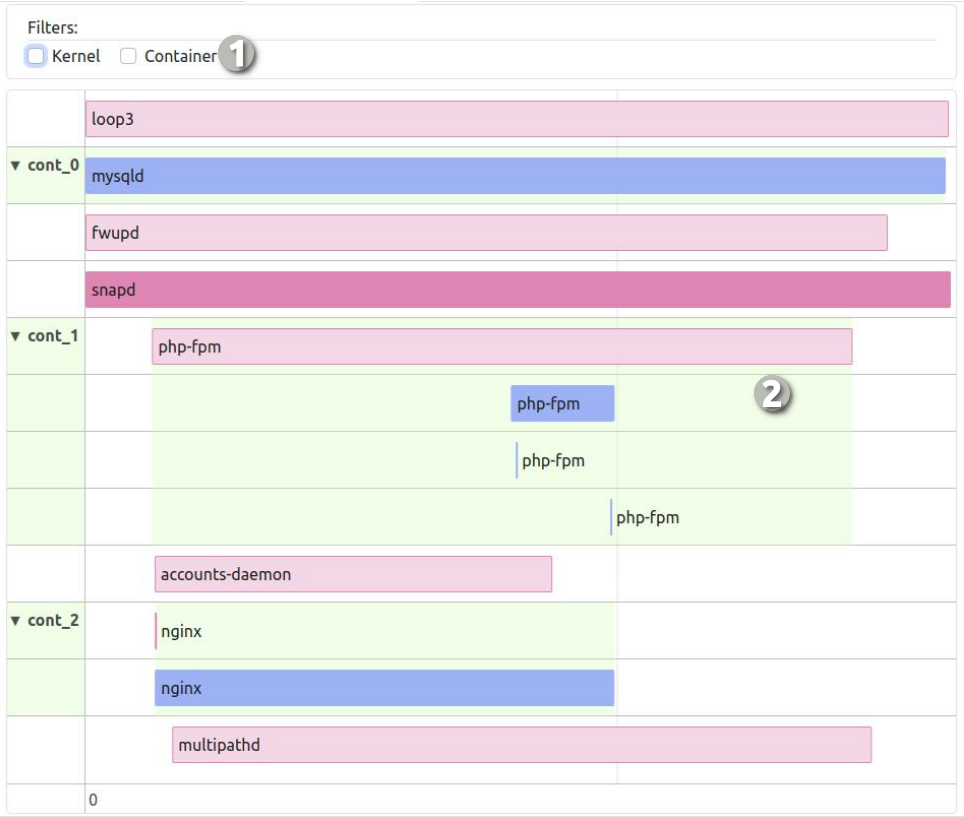 Filters:
Kernel Container 1
loop3
▼ cont_0 mysqld
fwupd
snapd
▼ cont_1 php-fpm
php-fpm 2
php-fpm
php-fpm
accounts-daemon
▼ cont_2 nginx
nginx
multipathd
0